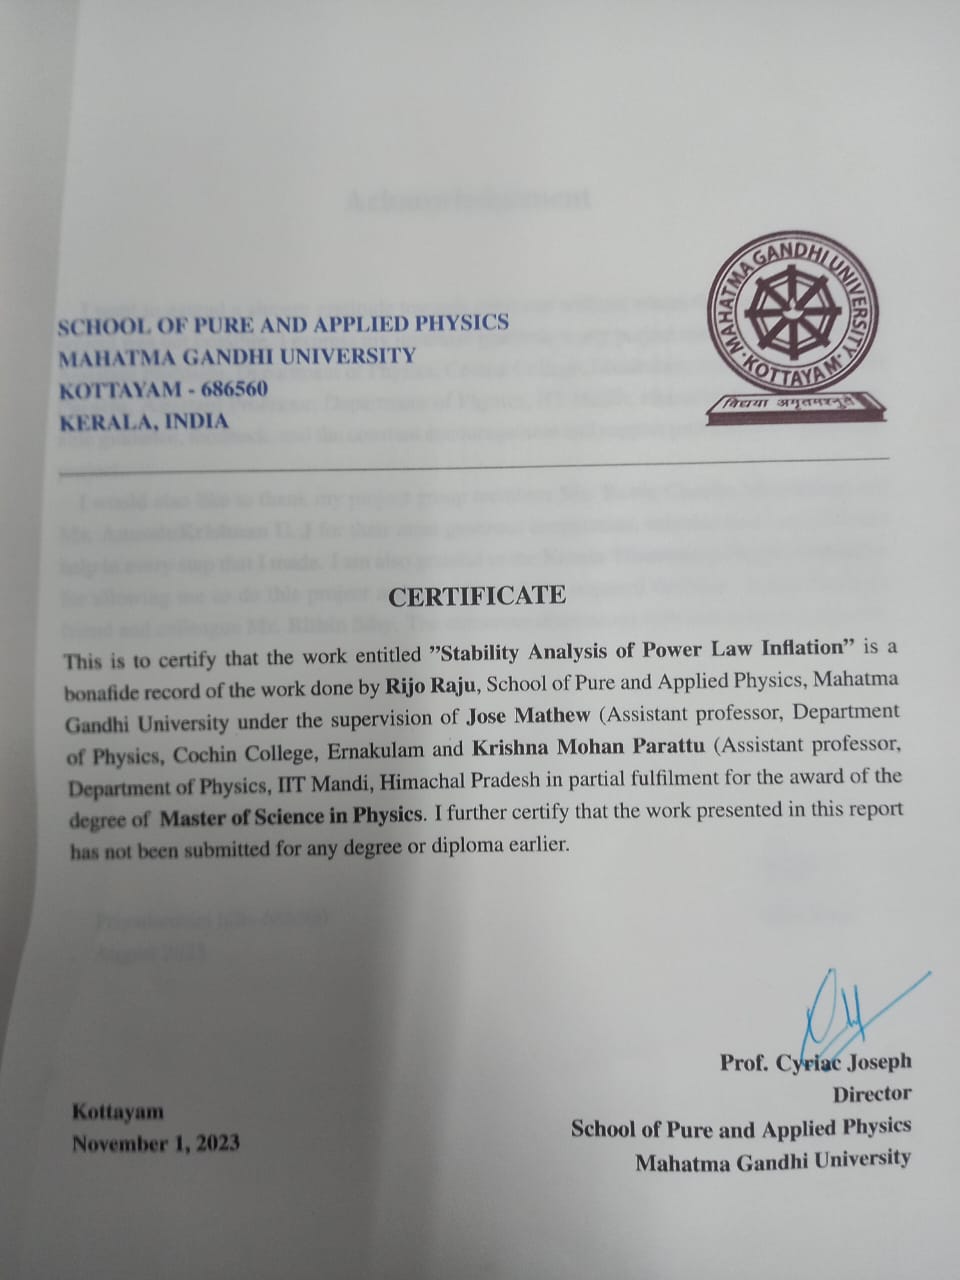 MAHATMA GANDHI UNIVERSITY
KOTTAYAM
विद्यया अमृतमश्नुते
SCHOOL OF PURE AND APPLIED PHYSICS
MAHATMA GANDHI UNIVERSITY
KOTTAYAM - 686560
KERALA, INDIA
CERTIFICATE
This is to certify that the work entitled ”Stability Analysis of Power Law Inflation” is a
bonafide record of the work done by Rijo Raju, School of Pure and Applied Physics, Mahatma
Gandhi University under the supervision of Jose Mathew (Assistant professor, Department
of Physics, Cochin College, Ernakulam and Krishna Mohan Parattu (Assistant professor,
Department of Physics, IIT Mandi, Himachal Pradesh in partial fulfilment for the award of the
degree of Master of Science in Physics. I further certify that the work presented in this report
has not been submitted for any degree or diploma earlier.
Prof. Cyriac Joseph
Director
School of Pure and Applied Physics
Mahatma Gandhi University
Kottayam
November 1, 2023